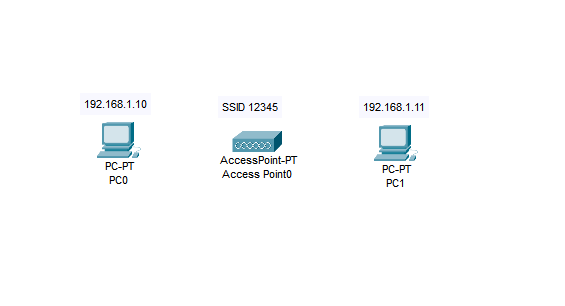 192.168.1.10
SSID 12345
192.168.1.11
PC-PT
PC0
AccessPoint-PT
Access Point0
PC-PT
PC1